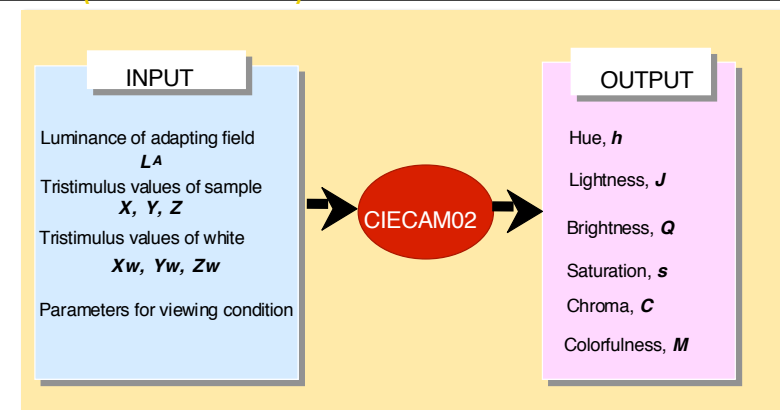 INPUT
Luminance of adapting field
LA
Tristimulus values of sample
X, Y, Z
Tristimulus values of white
Xw, Yw, Zw
Parameters for viewing condition
CIECAM02
OUTPUT
Hue, h
Lightness, J
Brightness, Q
Saturation, s
Chroma, C
Colorfulness, M